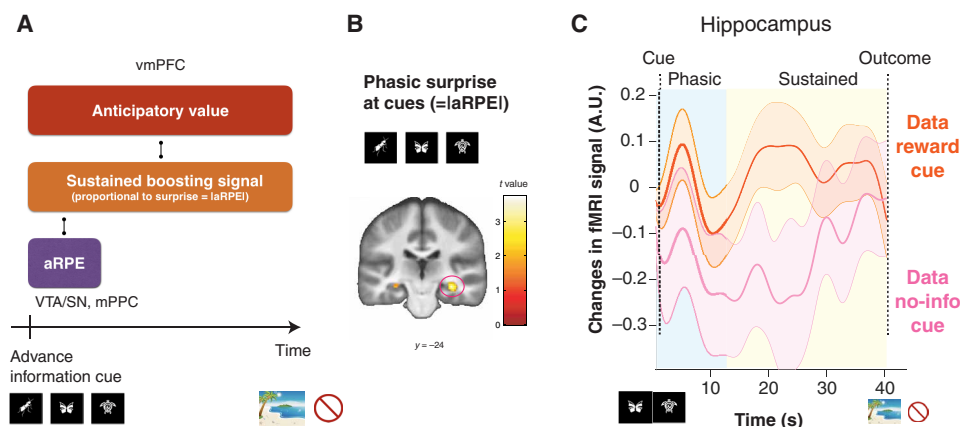 A
vmPFC
Anticipatory value
Sustained boosting signal
(proportional to surprise = |aRPE|)
aRPE
VTA/SN, mPPC
Time
Advance
information cue
B
Phasic surprise
at cues (=|aRPE|)
t value
3
2
1
0
y = –24
C
Hippocampus
Cue
Outcome
Phasic
Sustained
Changes in fMRI signal (A.U.)
0.2
0.1
0
-0.1
-0.2
-0.3
10
20
30
40
Time (s)
Data
reward
cue
Data
no-info
cue